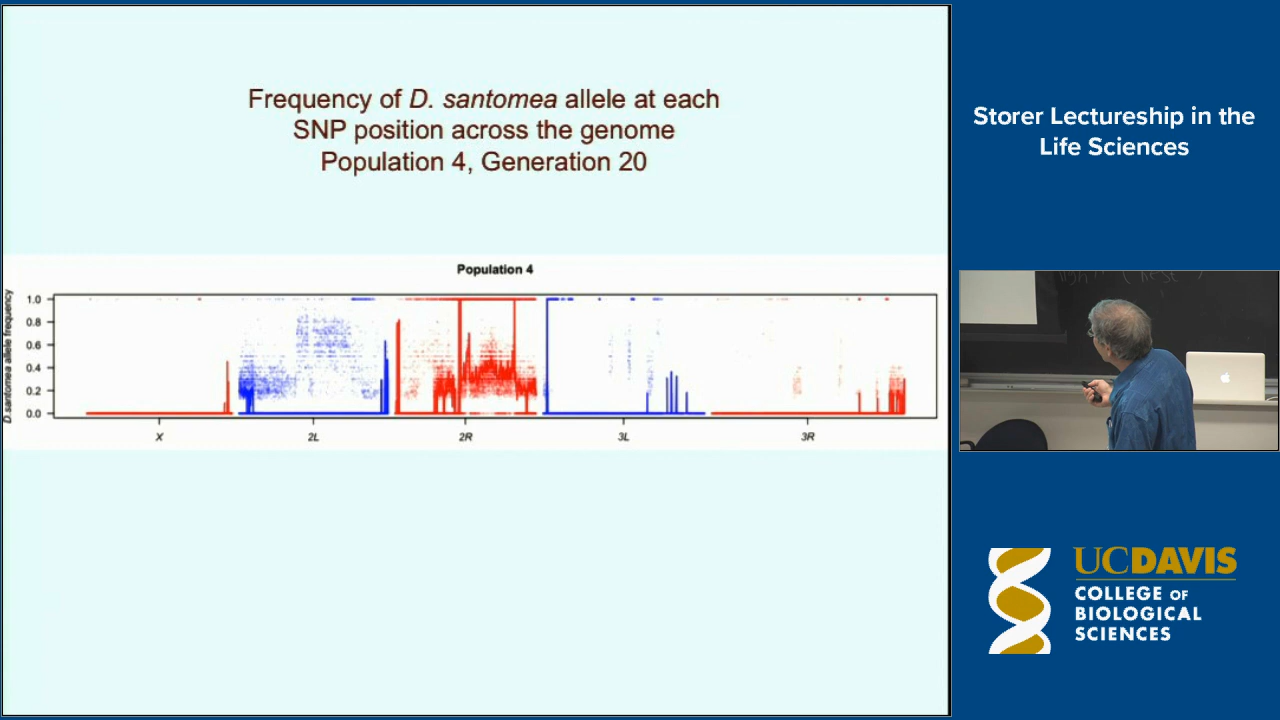 Frequency of D. santomea allele at each
SNP position across the genome
Population 4, Generation 20
Population 4
D.santomea allele frequency
1.0
0.8
0.6
0.4
0.2
0.0
X
2L
2R
3L
3R
Storer Lectureship in the
Life Sciences
UCDAVIS
COLLEGE OF
BIOLOGICAL
SCIENCES